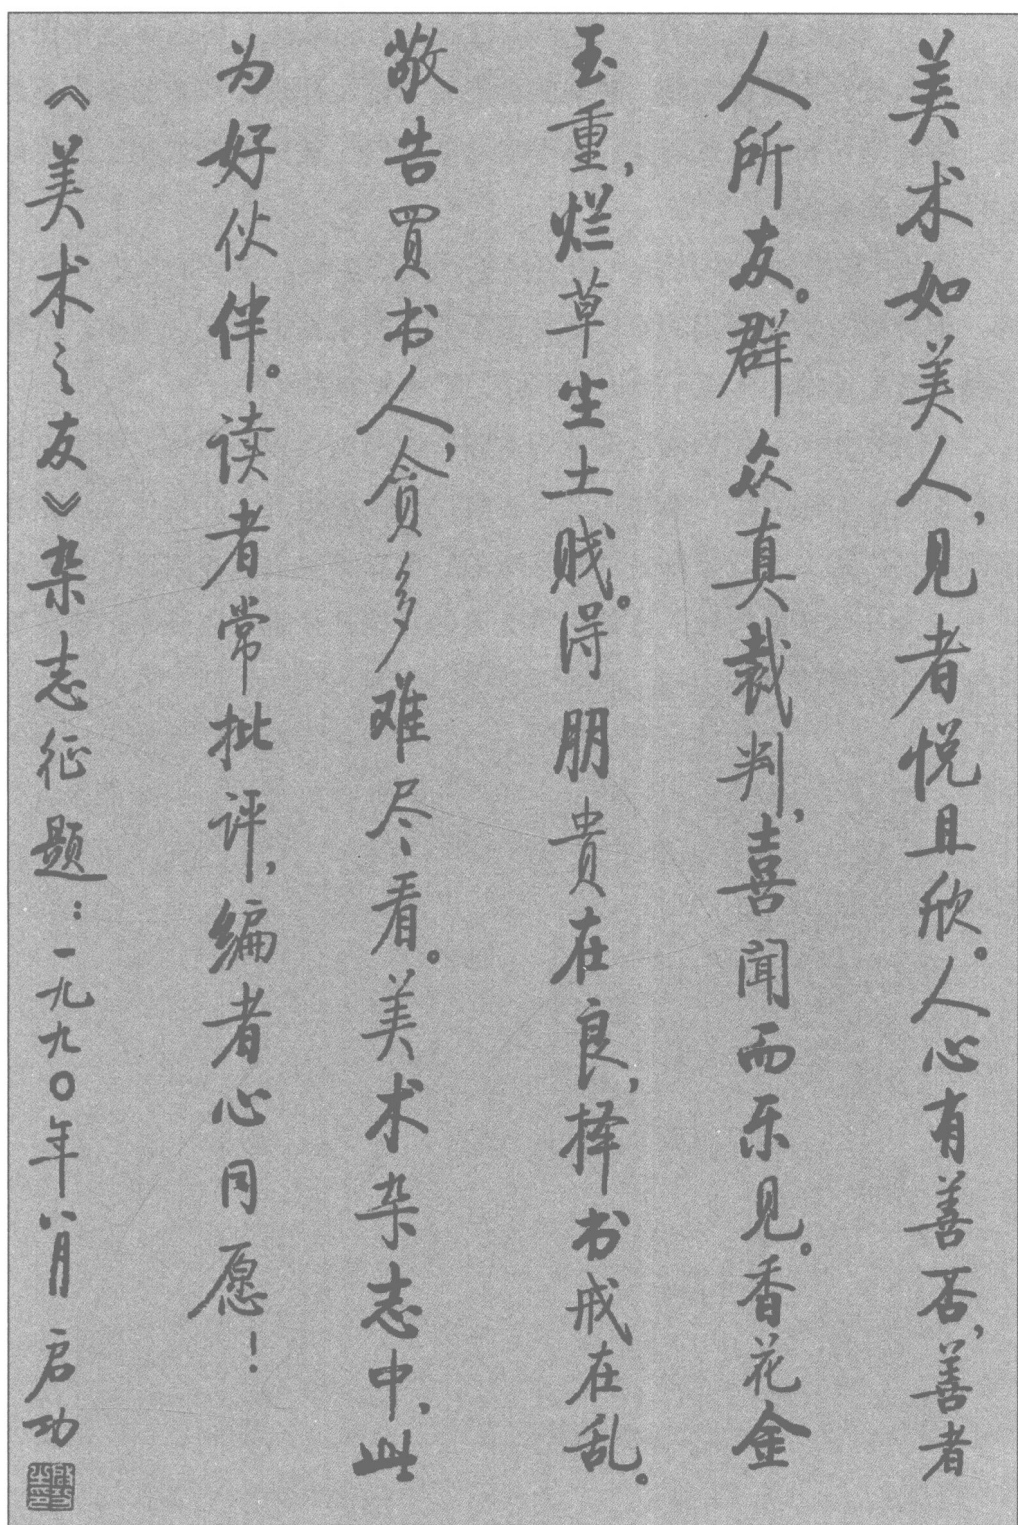 美术如美人，见者悦且欣。人心有善否，善者
人所友。群众真裁判，喜闻而乐见。香花金
玉重，烂草尘土贱。得朋贵在良，择书戒在乱。
敬告買书人，贪多难尽看。美术杂志中，此
为好伙伴。读者常批评，编者心同愿！
《美术之友》杂志征题：一九九〇年八月 启功